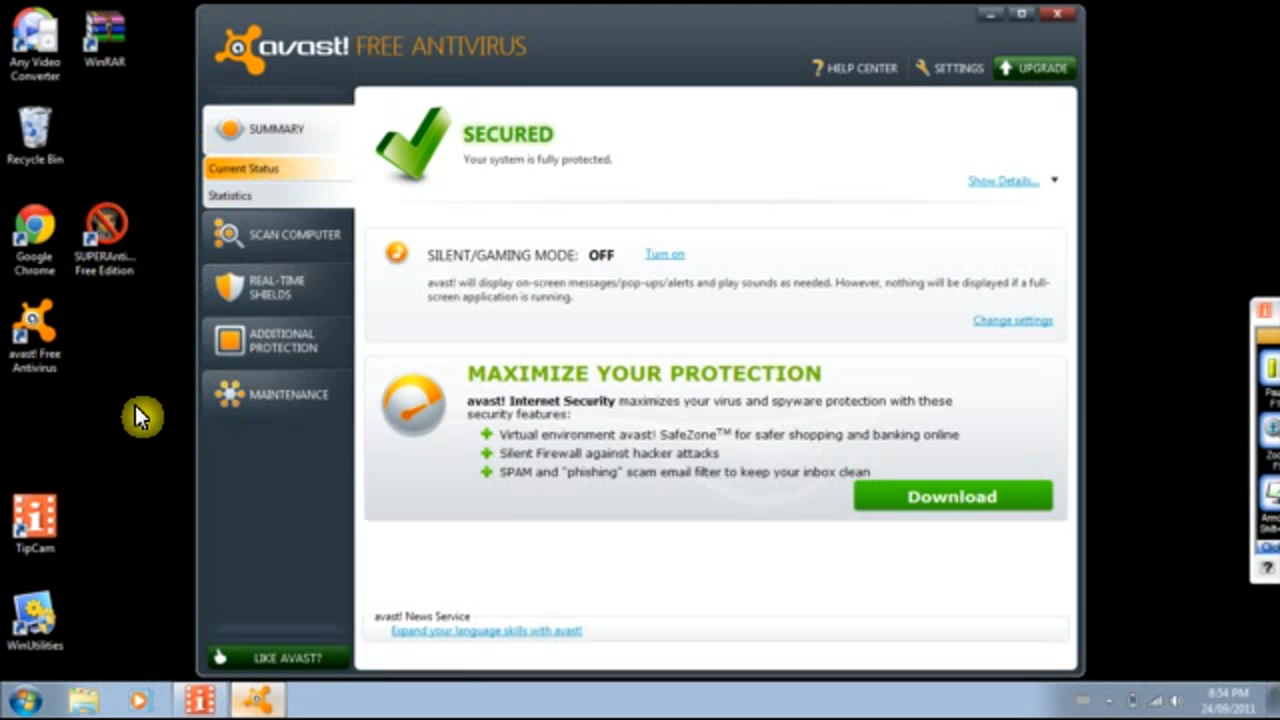 Any Video
Converter
WinRAR
Recycle Bin
Google
Chrome
SUPERAnti...
Free Edition
avast! Free
Antivirus
TipCam
WinUtilities
avast! FREE ANTIVIRUS
? HELP CENTER
SETTINGS
UPGRADE
SUMMARY
Current Status
Statistics
SCAN COMPUTER
REAL-TIME
SHIELDS
ADDITIONAL
PROTECTION
MAINTENANCE
LIKE AVAST?
SECURED
Your system is fully protected.
Show Details...
SILENT/GAMING MODE: OFF Turn on
avast! will display on-screen messages/pop-ups/alerts and play sounds as needed. However, nothing will be displayed if a full-
screen application is running.
Change settings
MAXIMIZE YOUR PROTECTION
avast! Internet Security maximizes your virus and spyware protection with these
security features:
Virtual environment avast! SafeZone™ for safer shopping and banking online
Silent Firewall against hacker attacks
SPAM and "phishing" scam email filter to keep your inbox clean
Download
avast! News Service
Expand your language skills with avast!
8:54 PM
24/09/2011